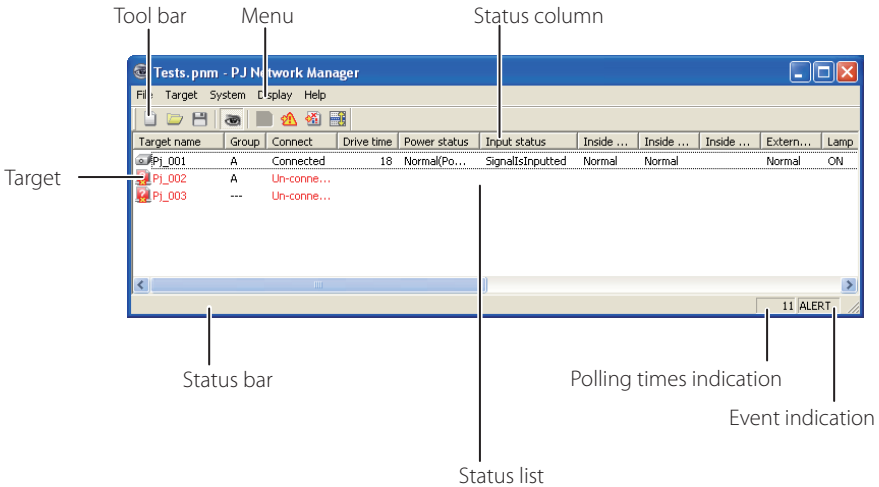 Tool bar Menu Status column
Tests.pnm - PJ Network Manager
File Target System Display Help
Target name Group Connect Drive time Power status Input status Inside ... Inside ... Inside ... Extern... Lamp
Pj_001 A Connected 18 Normal(Po... SignalIsInputted Normal Normal Normal ON
Target
Pj_002 A Un-conne...
Pj_003 --- Un-conne...
11 ALERT
Status bar
Polling times indication
Event indication
Status list